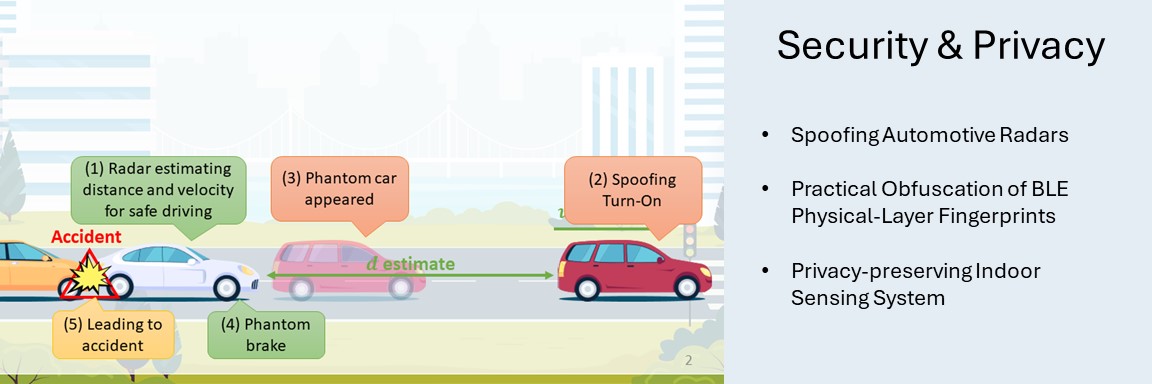 Security & Privacy
(1) Radar estimating
distance and velocity
for safe driving
(3) Phantom car
appeared
(2) Spoofing
Turn-On
Accident
d estimate
(5) Leading to
accident
(4) Phantom
brake
2
• Spoofing Automotive Radars
• Practical Obfuscation of BLE
Physical-Layer Fingerprints
• Privacy-preserving Indoor
Sensing System